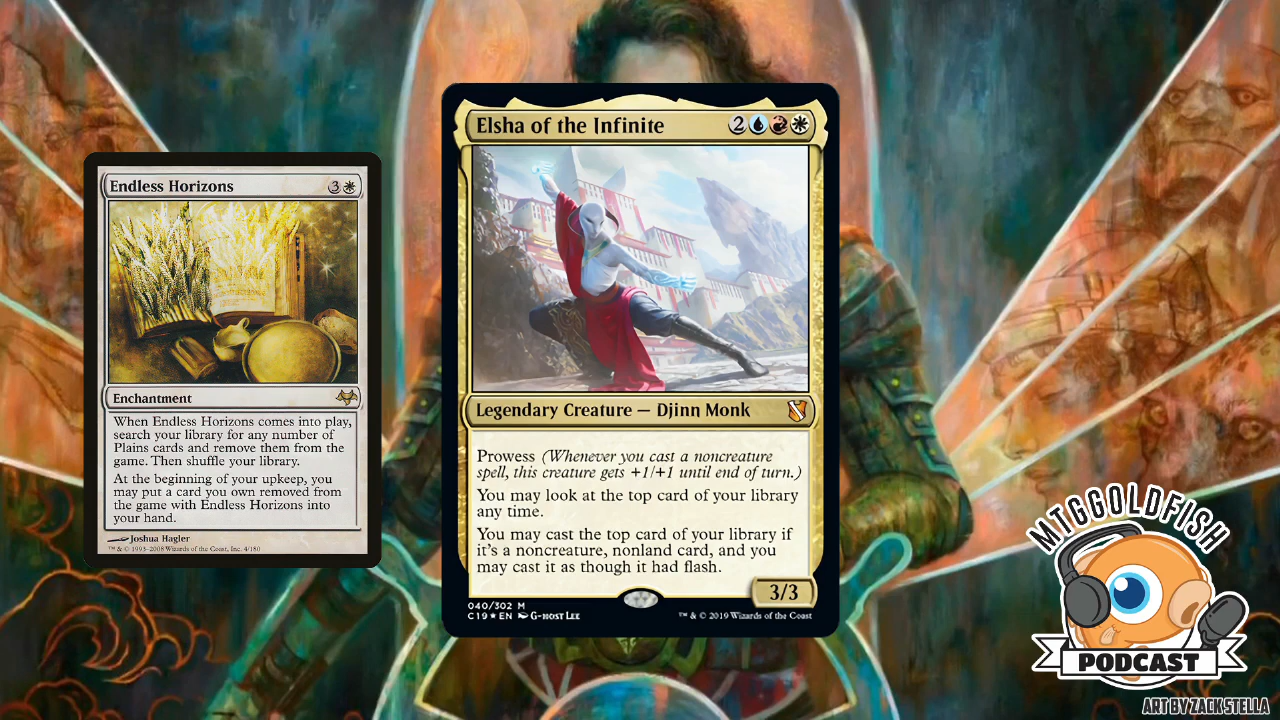 Endless Horizons 3
Enchantment
When Endless Horizons comes into play,
search your library for any number of
Plains cards and remove them from the
game. Then shuffle your library.
At the beginning of your upkeep, you
may put a card you own removed from
the game with Endless Horizons into
your hand.
Joshua Hagler
™ & © 1993–2008 Wizards of the Coast, Inc. 4/180
Elsha of the Infinite 2
Legendary Creature — Djinn Monk
Prowess (Whenever you cast a noncreature
spell, this creature gets +1/+1 until end of turn.)
You may look at the top card of your library
any time.
You may cast the top card of your library if
it's a noncreature, nonland card, and you
may cast it as though it had flash.
3/3
040/302 M
C19 ★ EN G-host Lee
™ & © 2019 Wizards of the Coast
MTGGOLDFISH
PODCAST
ART BY ZACK STELLA